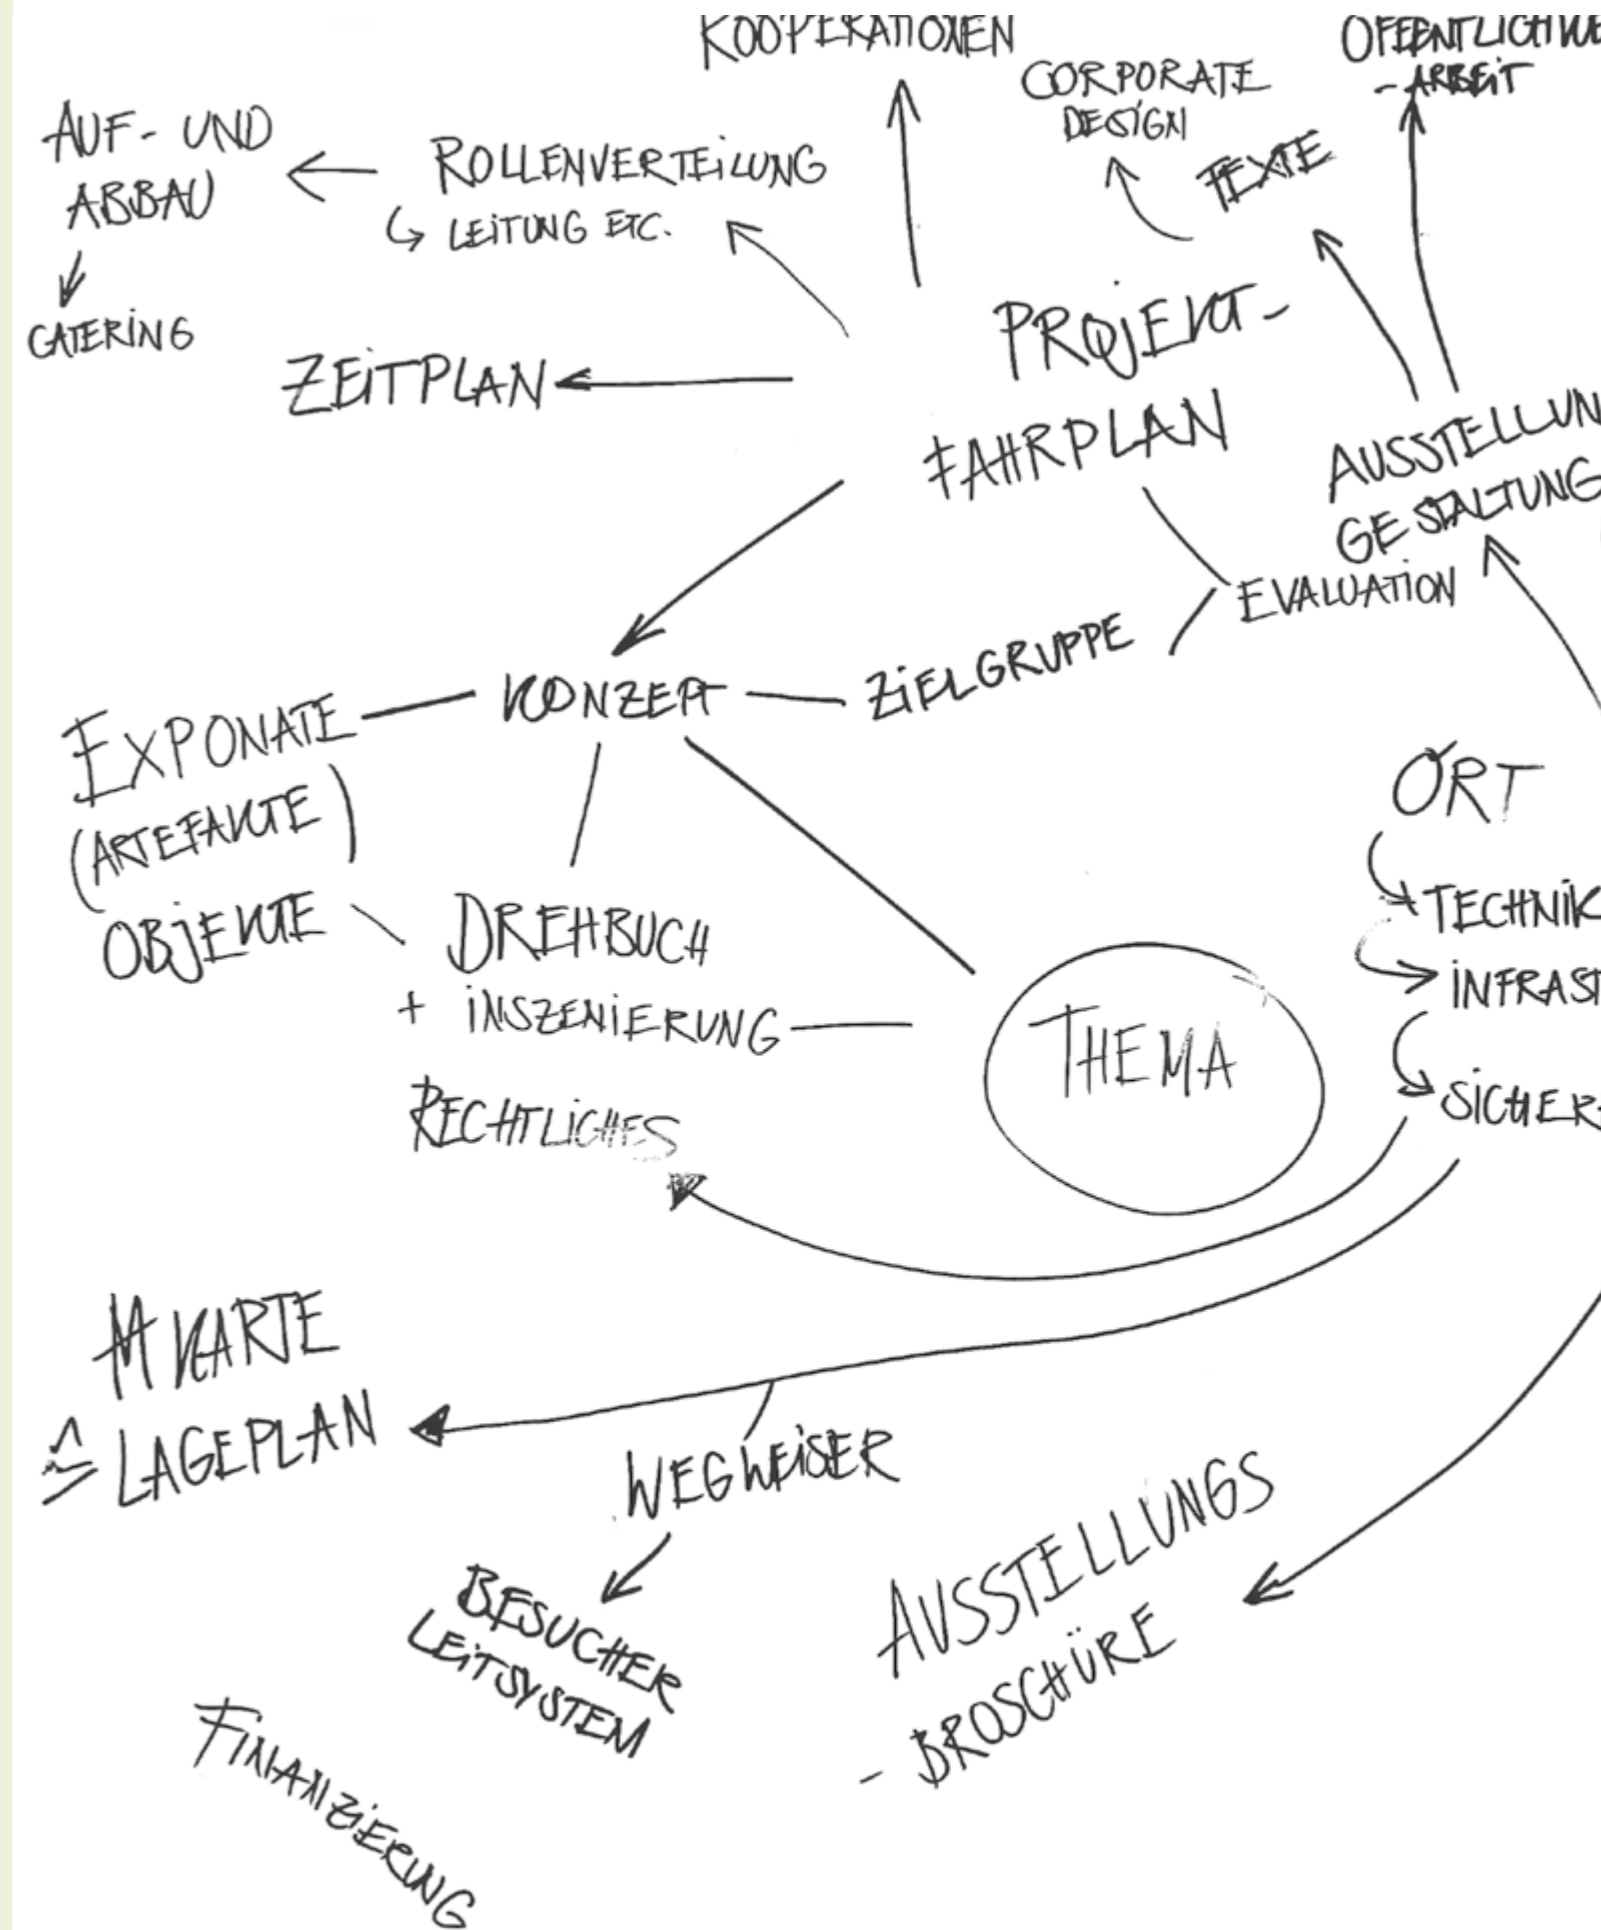 KOOPERATIONEN
CORPORATE
DESIGN
- ARBEIT
TEXTE
AUF- UND
ABBAU
ROLLENVERTEILUNG
LEITUNG ETC.
CATERING
ZEITPLAN
PROJEKT-
FAHRPLAN
AUSSTELLUN
GESTALTUNG
EVALUATION
ZIELGRUPPE
KONZEPT
EXPONATE
(ARTEFAKTE)
OBJEKTE
DREHBUCH
+ INSZENIERUNG
RECHTLICHES
THEMA
ORT
TECHNIK
INFRAST
SICHER
KARTE
LAGEPLAN
WEGWEISER
BESUCHER
LEITSYSTEM
AUSSTELLUNGS
- BROSCHÜRE
FINANZIERUNG